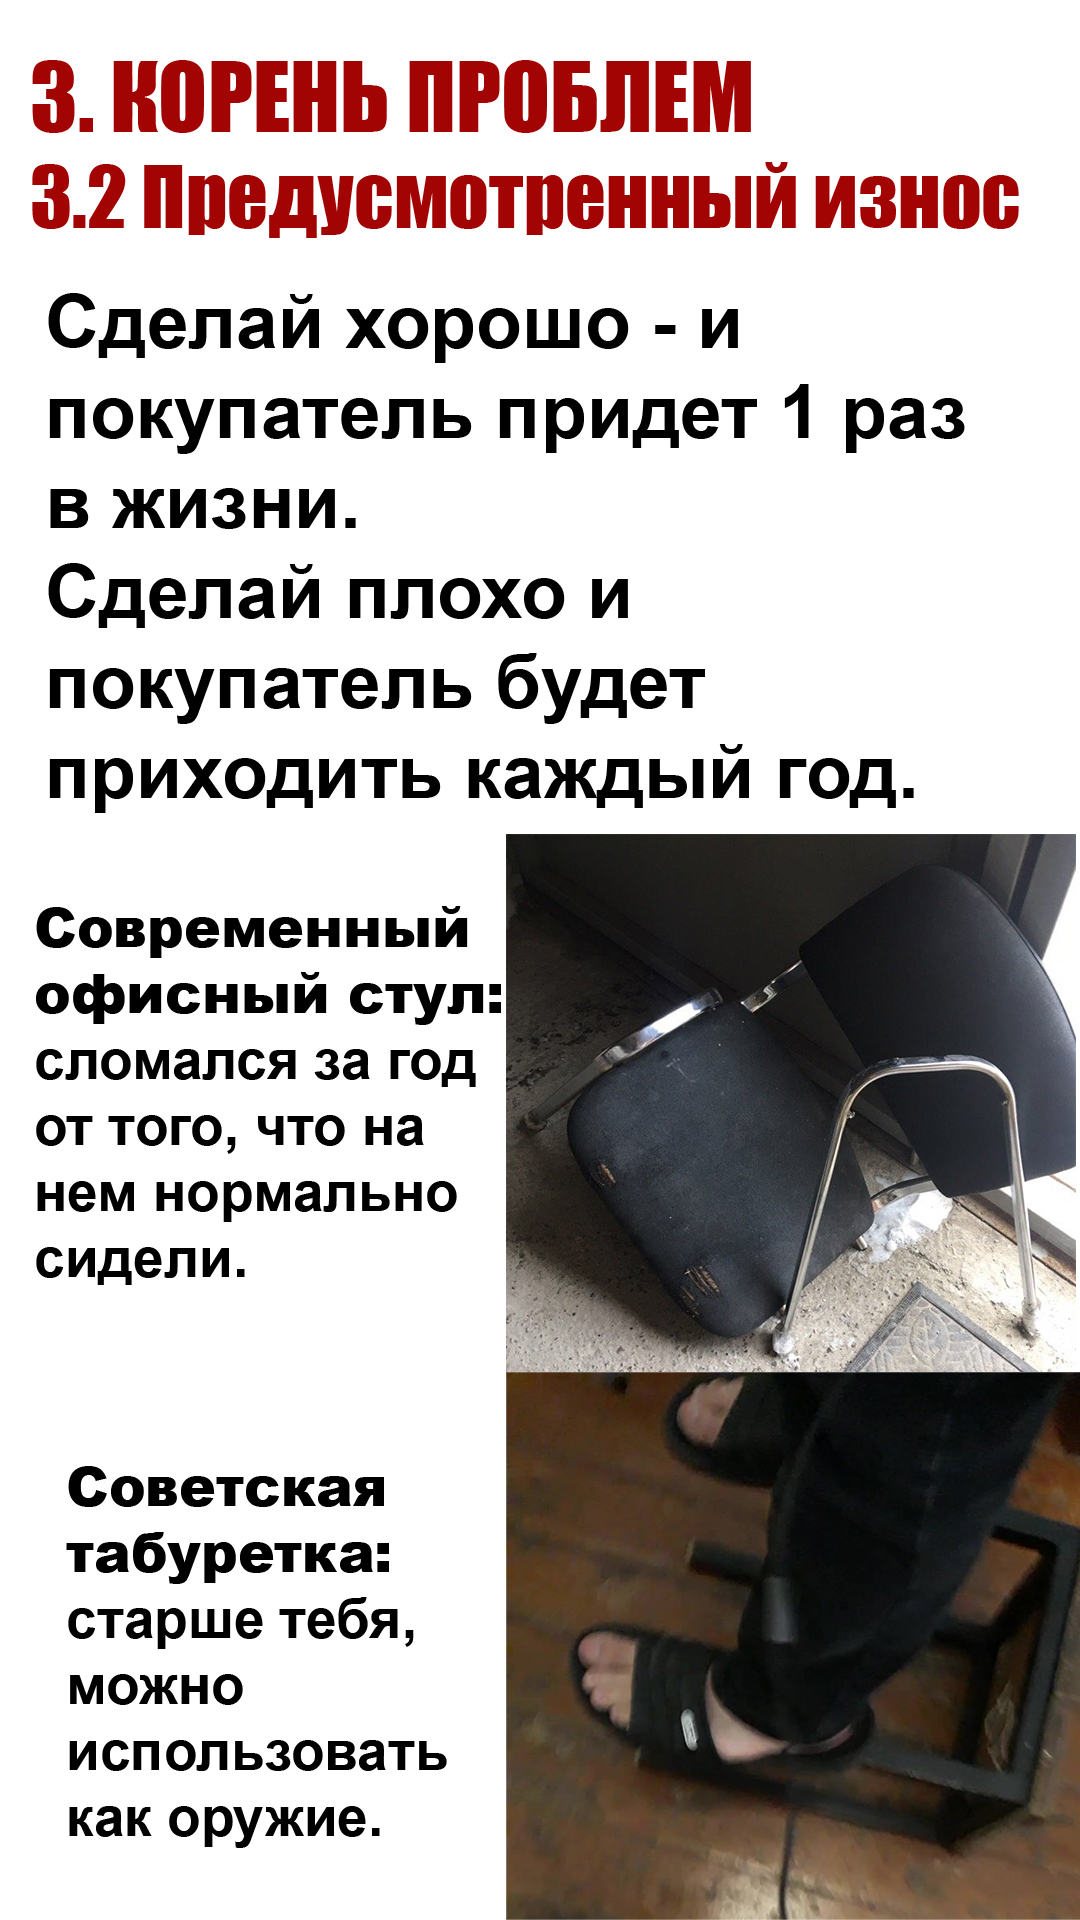 3. КОРЕНЬ ПРОБЛЕМ
3.2 Предусмотренный износ
Сделай хорошо - и
покупатель придет 1 раз
в жизни.
Сделай плохо и
покупатель будет
приходить каждый год.
Современный
офисный стул:
сломался за год
от того, что на
нем нормально
сидели.
Советская
табуретка:
старше тебя,
можно
использовать
как оружие.